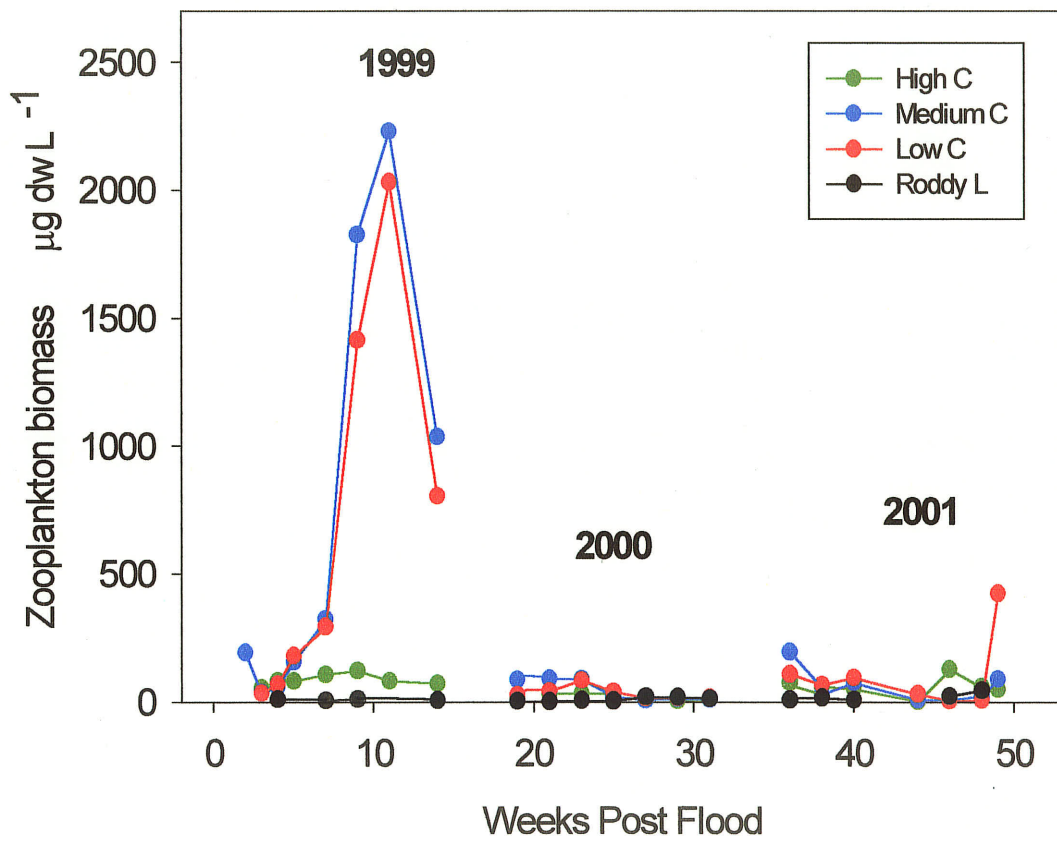 Zooplankton biomass μg dw L -1
2500
2000
1500
1000
500
0
1999
2000
2001
High C
Medium C
Low C
Roddy L
0 10 20 30 40 50
Weeks Post Flood